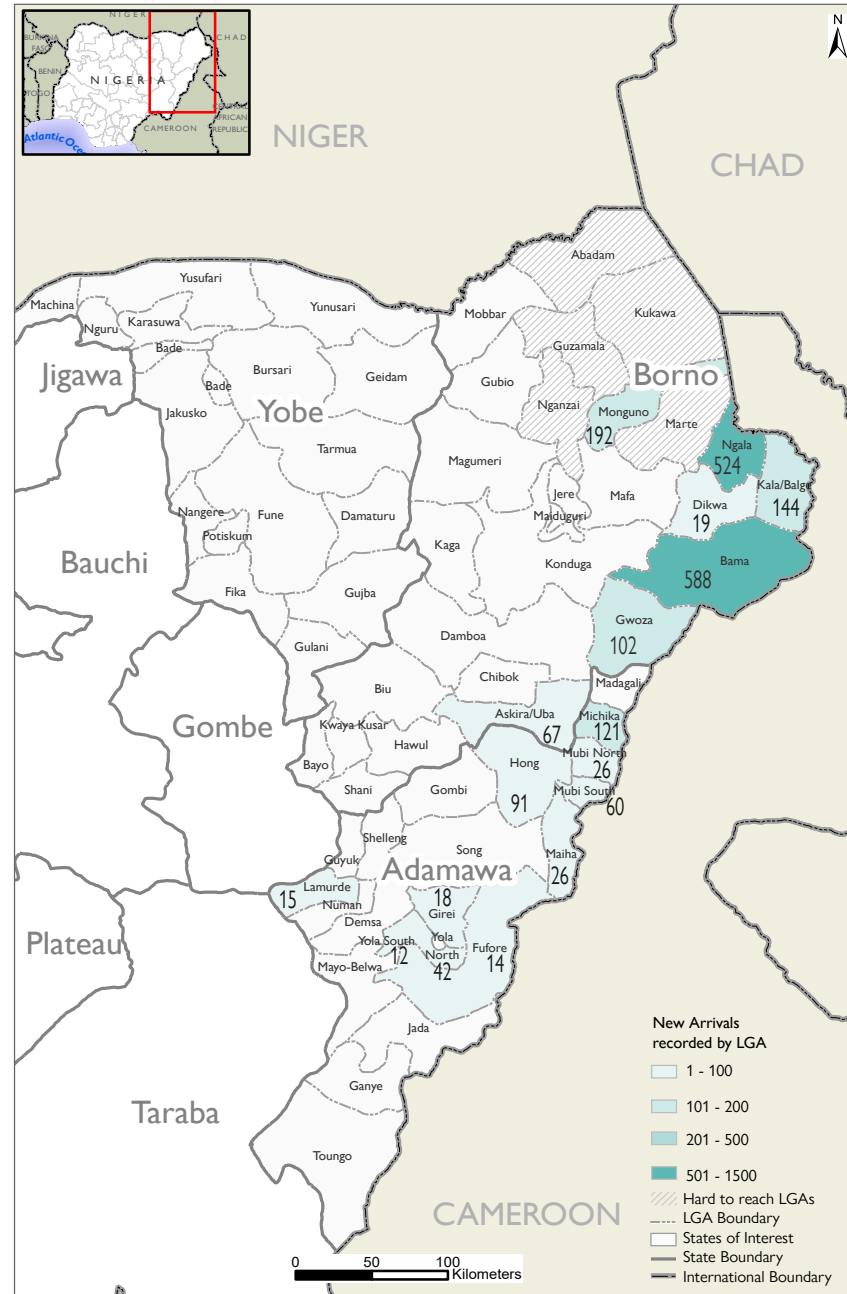 NIGER
CHAD
BURKINA
FASO
BENIN
NIGERIA
TOGO
CENTRAL
AFRICAN
REPUBLIC
CAMEROON
Atlantic Oce
N
NIGER
CHAD
Abadam
Yusufari
Machina
Yunusari
Mobbar
Kukawa
Nguru
Karasuwa
Guzamala
Bade
Jigawa
Bursari
Geidam
Gubio
Borno
Bade
Nganzai
Monguno
192
Yobe
Jakusko
Marte
Ngala
524
Tarmua
Magumeri
Kala/Balge
144
Jere
Mafa
Dikwa
19
Nangere
Fune
Damaturu
Maiduguri
Potiskum
Kaga
Bauchi
Konduga
Bama
588
Fika
Gujba
Gwoza
102
Damboa
Gulani
Chibok
Madagali
Biu
Askira/Uba
67
Michika
121
Gombe
Kwaya Kusar
Hawul
Hong
91
Mubi North
26
Bayo
Shani
Gombi
Mubi South
60
Shelleng
Song
Maiha
26
Guyuk
Adamawa
Lamurde
15
Numan
18
Girei
Demsa
Plateau
Yola South
12
Yola
North
42
Fufore
14
Mayo-Belwa
Jada
Ganye
Taraba
Toungo
CAMEROON
New Arrivals
recorded by LGA
1 - 100
101 - 200
201 - 500
501 - 1500
Hard to reach LGAs
LGA Boundary
States of Interest
State Boundary
International Boundary
0 50 100
Kilometers